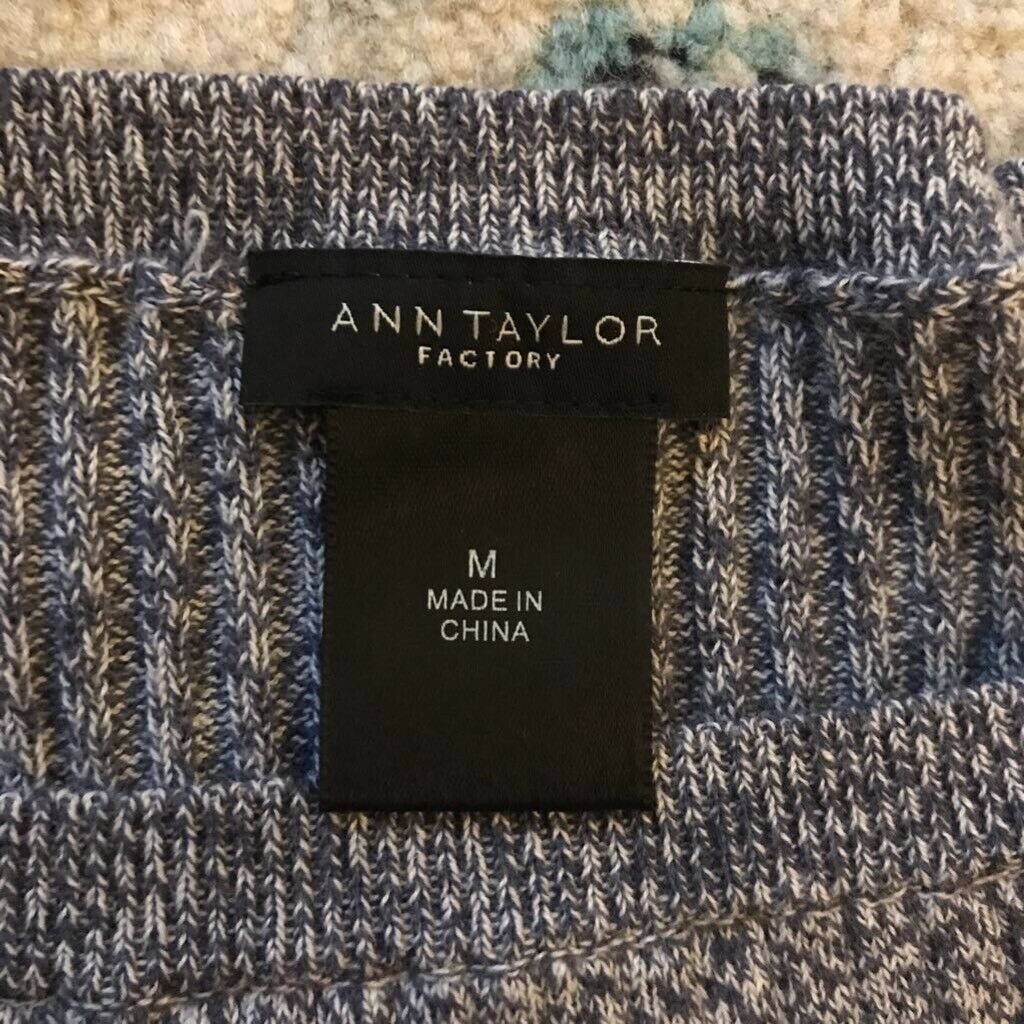 ANN TAYLOR
FACTORY
M
MADE IN
CHINA